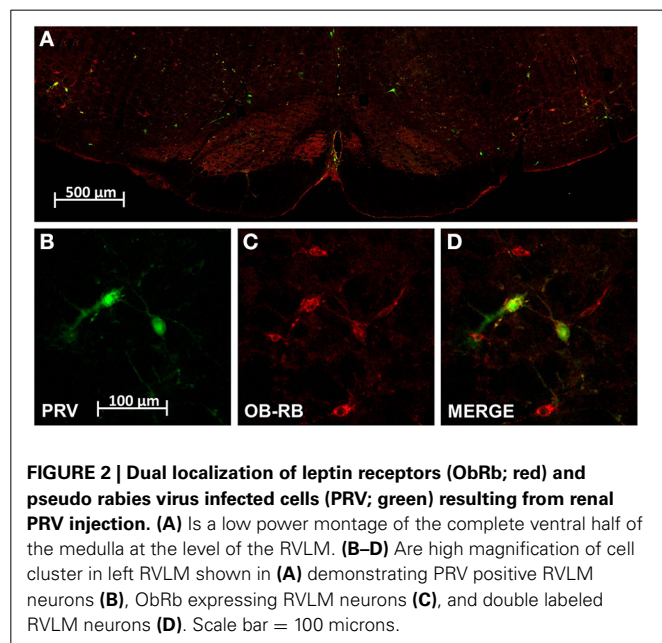 A
500 µm
B
C
D
PRV
100 µm
OB-RB
MERGE
FIGURE 2 | Dual localization of leptin receptors (ObRb; red) and
pseudo rabies virus infected cells (PRV; green) resulting from renal
PRV injection. (A) Is a low power montage of the complete ventral half of
the medulla at the level of the RVLM. (B–D) Are high magnification of cell
cluster in left RVLM shown in (A) demonstrating PRV positive RVLM
neurons (B), ObRb expressing RVLM neurons (C), and double labeled
RVLM neurons (D). Scale bar = 100 microns.